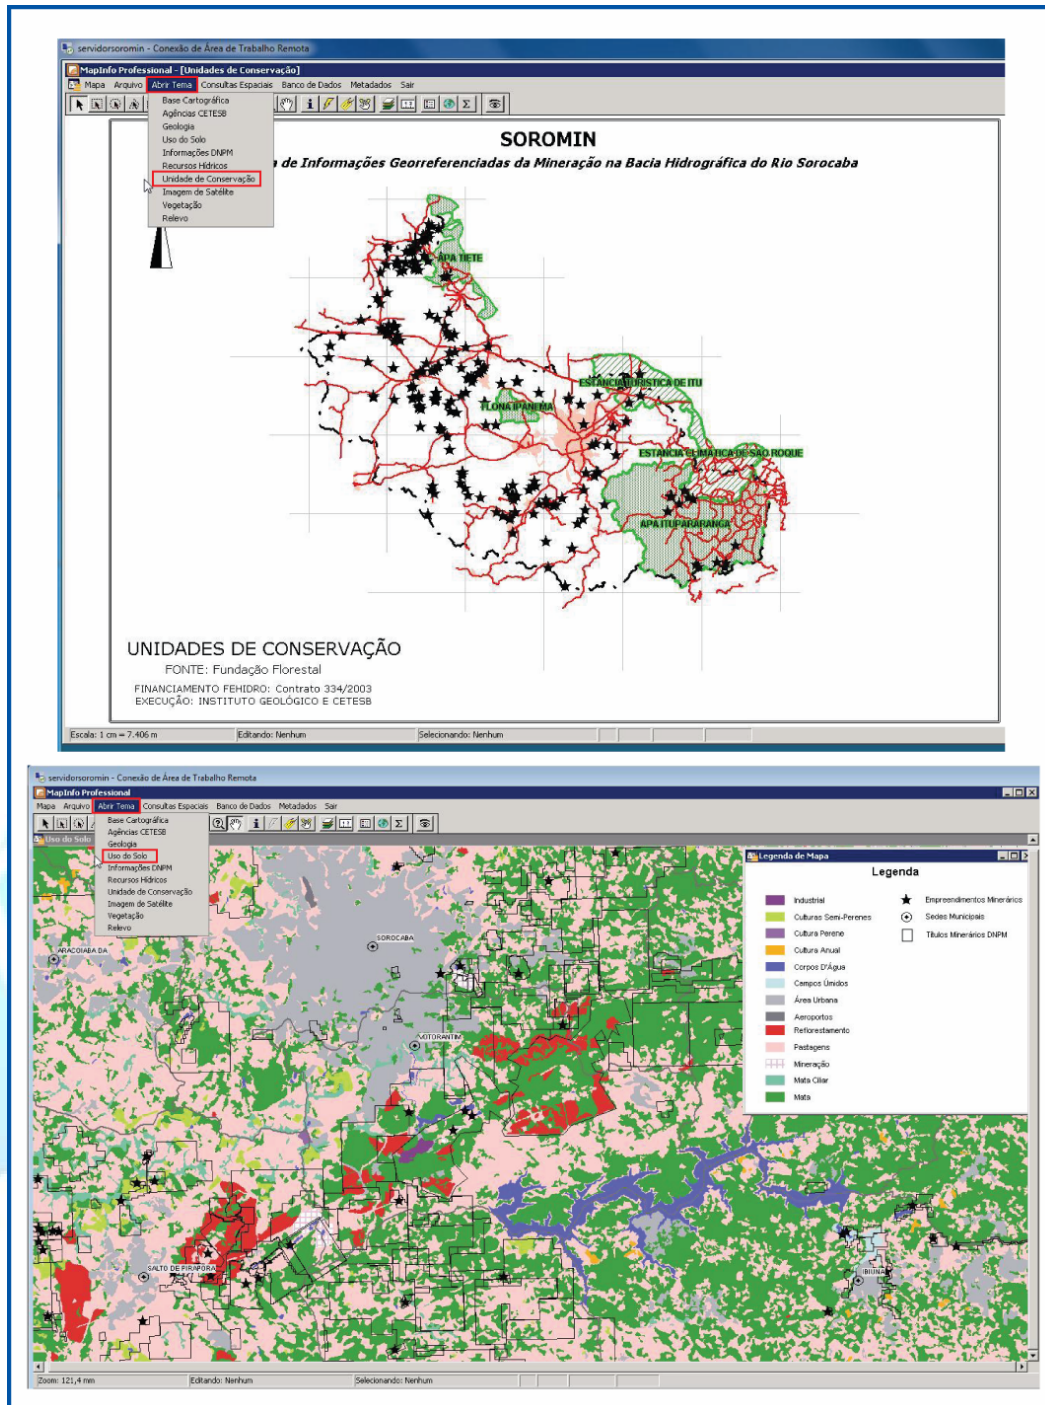 servidorsoromin - Conexão de Área de Trabalho Remota
MapInfo Professional - [Unidades de Conservação]
Mapa Arquivo Abrir Tema Consultas Espaciais Banco de Dados Metadados Sair
Base Cartográfica
Agências CETESB
Geologia
Uso do Solo
Informações DNPM
Recursos Hídricos
Unidade de Conservação
Imagem de Satélite
Vegetação
Relevo
SOROMIN
a de Informações Georreferenciadas da Mineração na Bacia Hidrográfica do Rio Sorocaba
APA TIETE
ESTANCIA TURISTICA DE ITU
FLONA IPANEMA
ESTANCIA CLIMATICA DE SAO ROQUE
APA ITUPARARANGA
UNIDADES DE CONSERVAÇÃO
FONTE: Fundação Florestal
FINANCIAMENTO FEHIDRO: Contrato 334/2003
EXECUÇÃO: INSTITUTO GEOLÓGICO E CETESB
Escala: 1 cm = 7.406 m Editando: Nenhum Selecionando: Nenhum
servidorsoromin - Conexão de Área de Trabalho Remota
MapInfo Professional
Mapa Arquivo Abrir Tema Consultas Espaciais Banco de Dados Metadados Sair
Uso do Solo
Base Cartográfica
Agências CETESB
Geologia
Uso do Solo
Informações DNPM
Recursos Hídricos
Unidade de Conservação
Imagem de Satélite
Vegetação
Relevo
Legenda de Mapa
Legenda
Industrial
Culturas Semi-Perenes
Cultura Perene
Cultura Anual
Corpos D'Água
Campos Úmidos
Área Urbana
Aeroportos
Reflorestamento
Pastagens
Mineração
Mata Ciliar
Mata
Empreendimentos Minerários
Sedes Municipais
Títulos Minerários DNPM
ARACOIABA DA
SOROCABA
VOTORANTIM
SALTO DE PIRAPORA
IBIUNA
Zoom: 121,4 mm Editando: Nenhum Selecionando: Nenhum